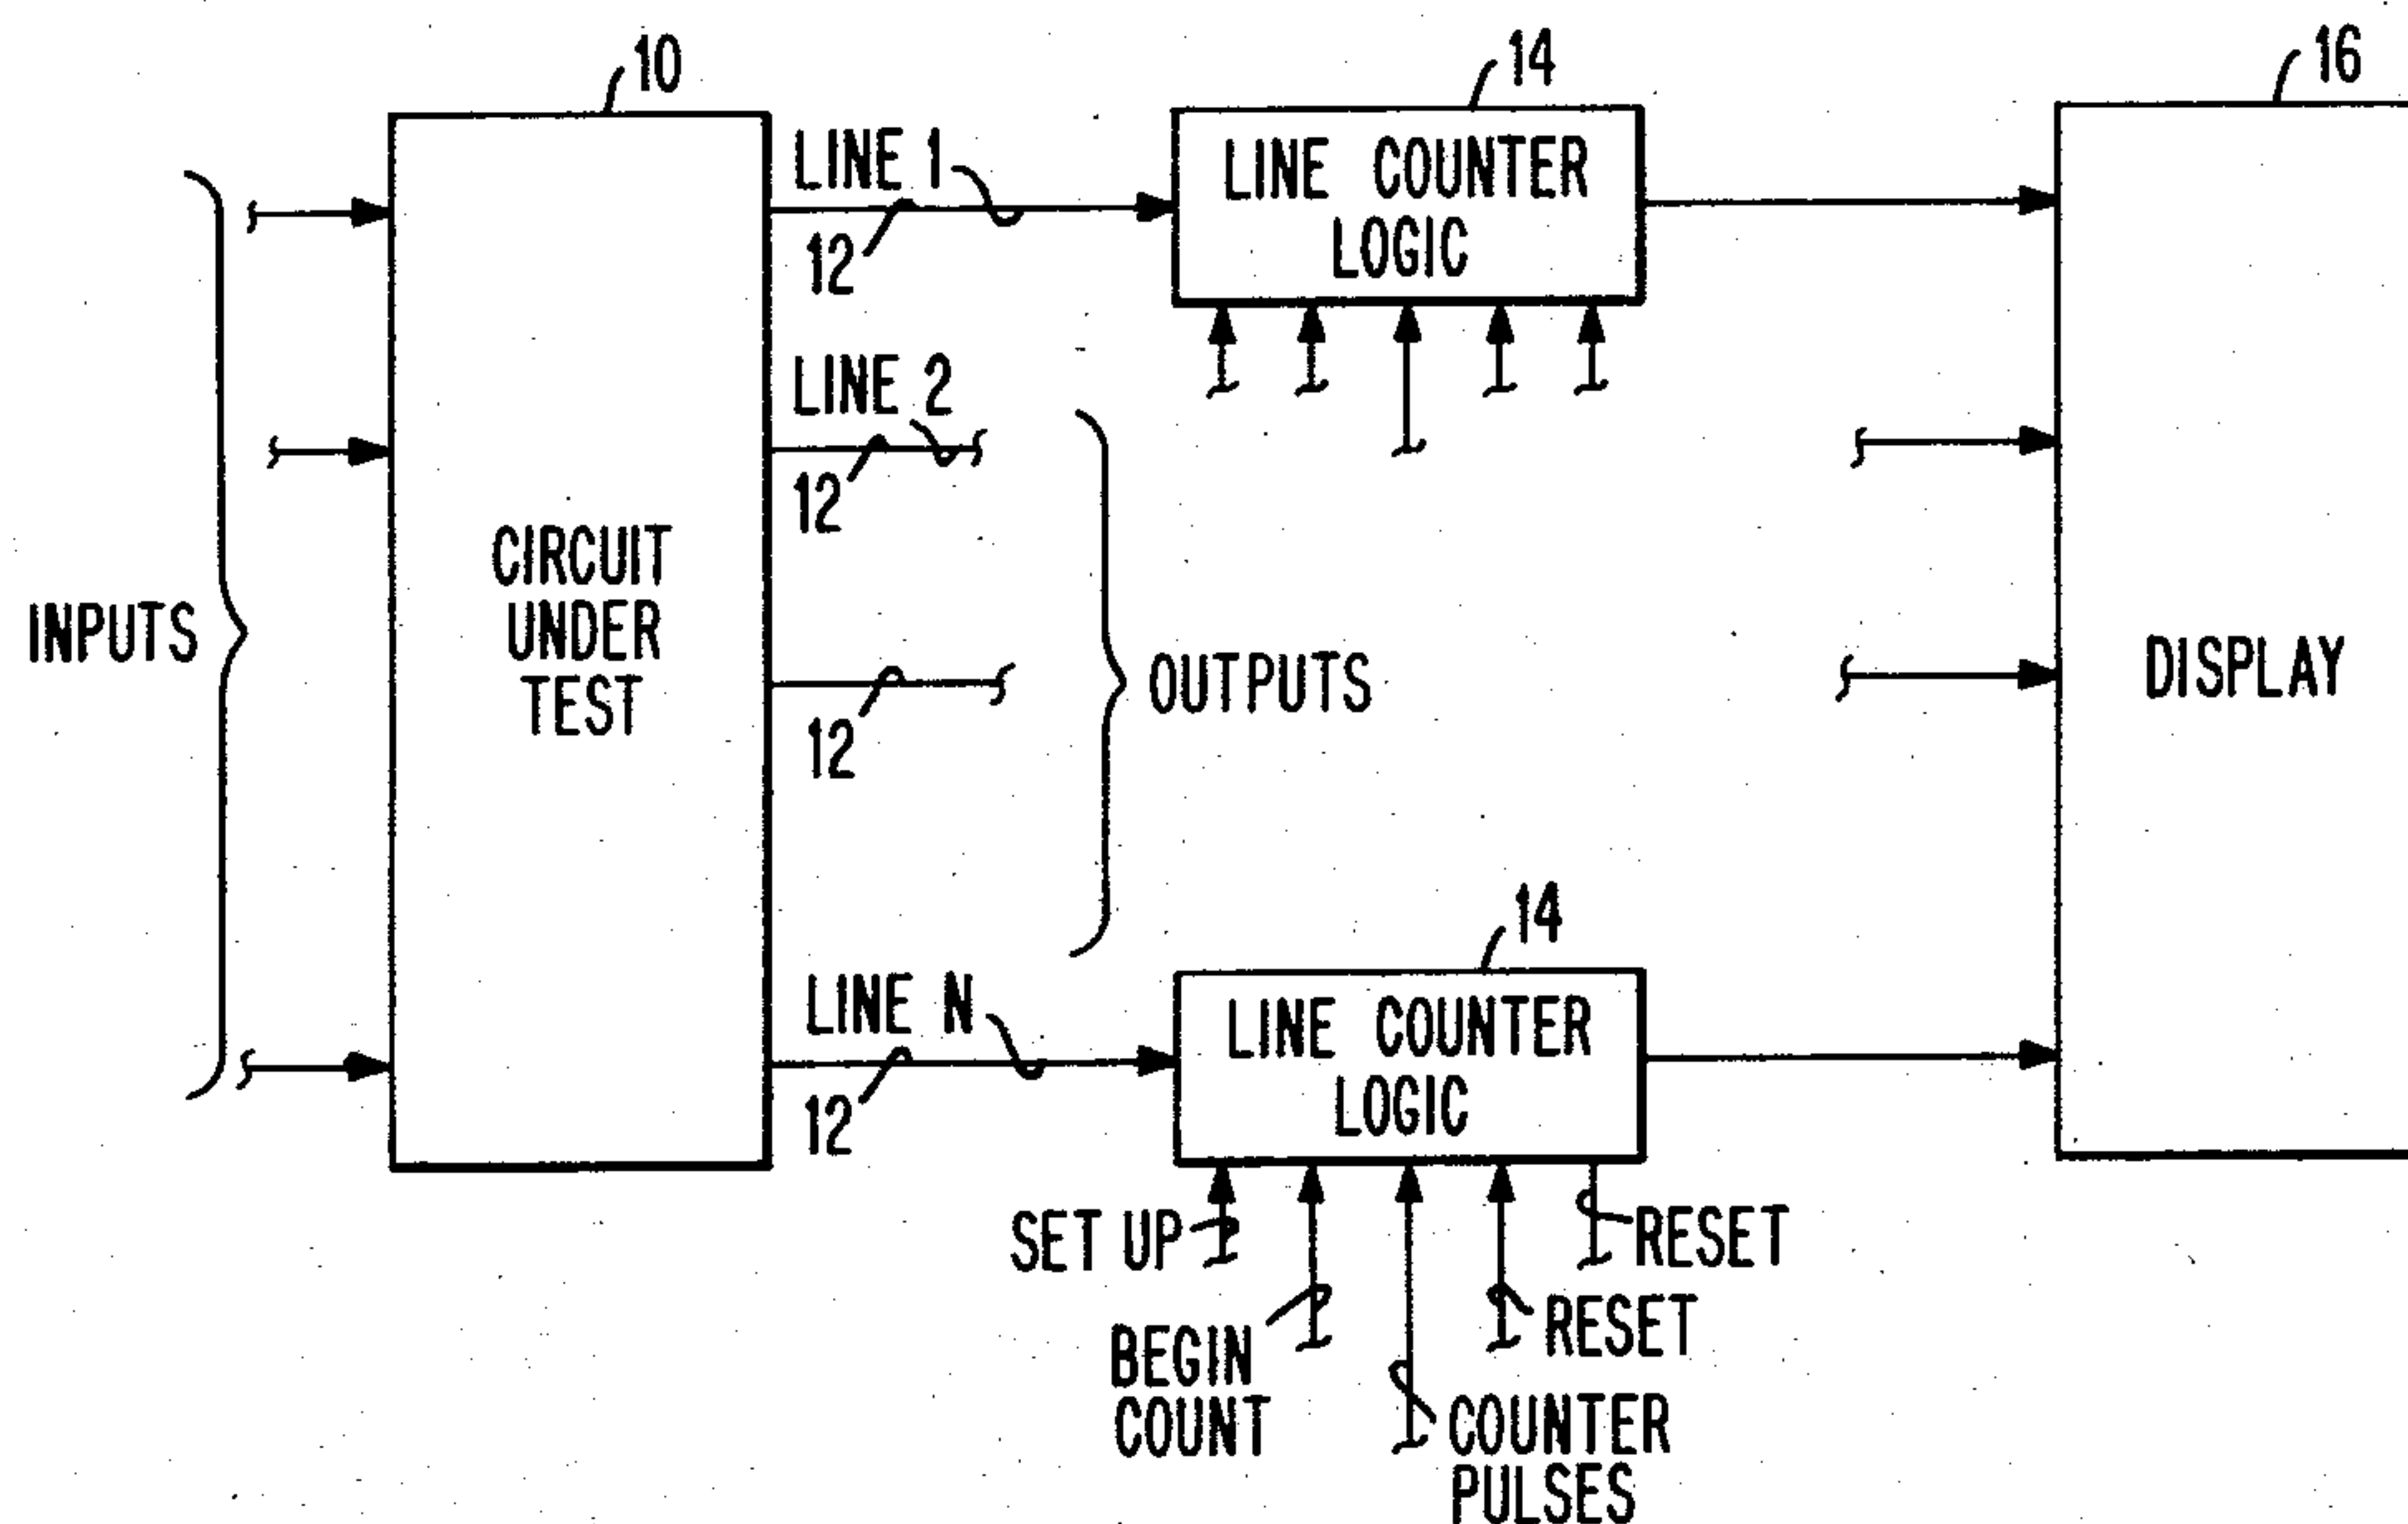 10
14
16
LINE 1
LINE COUNTER
LOGIC
12
LINE 2
12
CIRCUIT
UNDER
TEST
INPUTS
OUTPUTS
DISPLAY
12
14
LINE N
LINE COUNTER
LOGIC
12
SET UP
RESET
RESET
BEGIN
COUNT
COUNTER
PULSES